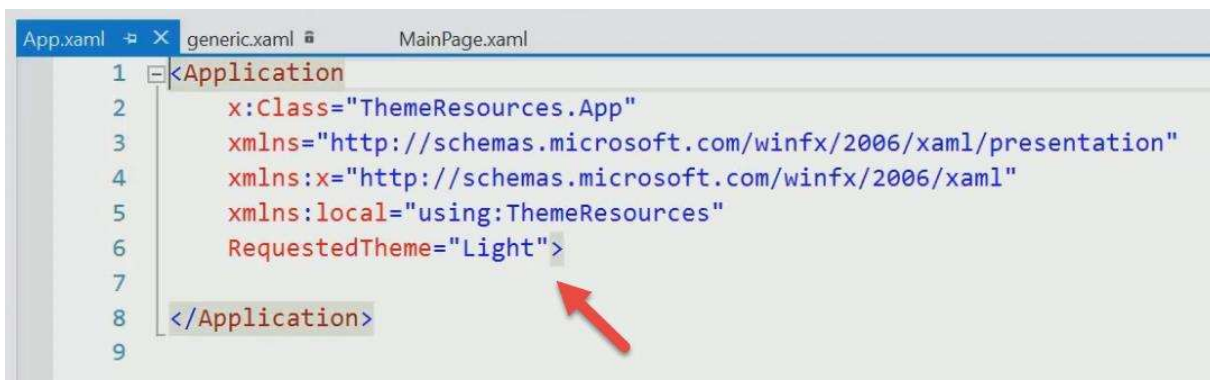 App.xaml generic.xaml MainPage.xaml
1 <Application
2 x:Class="ThemeResources.App"
3 xmlns="http://schemas.microsoft.com/winfx/2006/xaml/presentation"
4 xmlns:x="http://schemas.microsoft.com/winfx/2006/xaml"
5 xmlns:local="using:ThemeResources"
6 RequestedTheme="Light">
7
8 </Application>
9